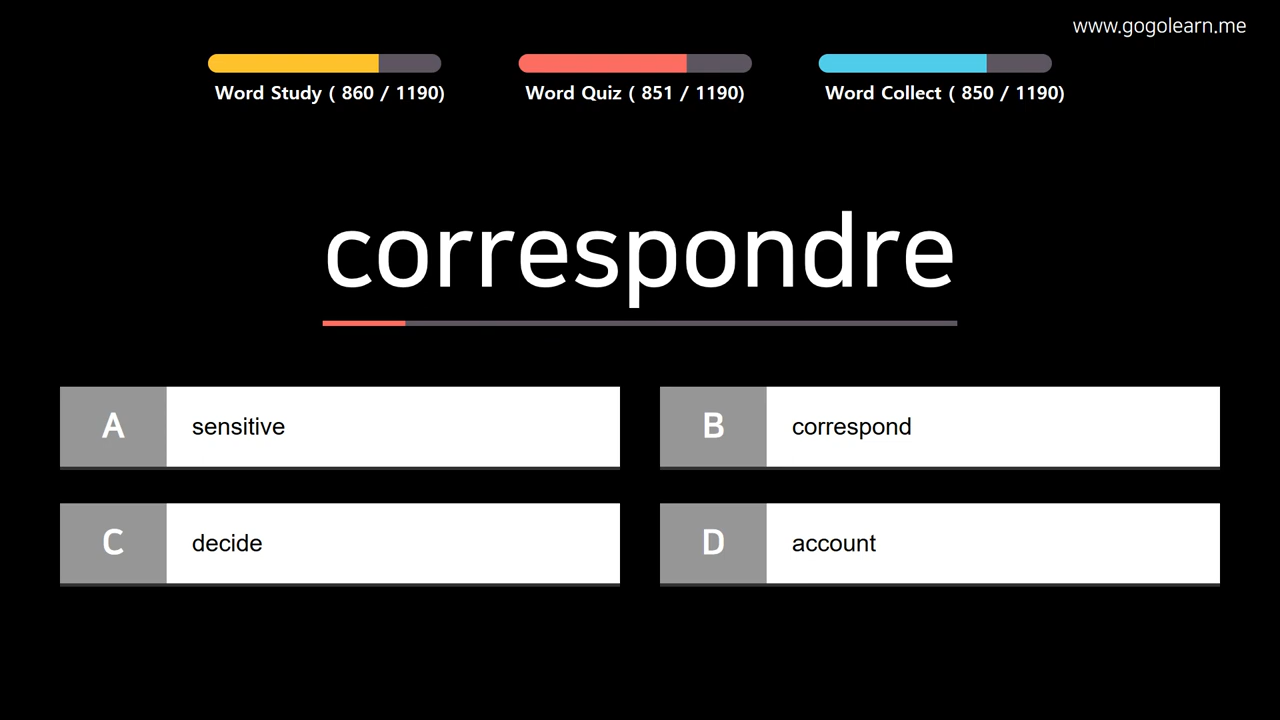 www.gogolearn.me
Word Study ( 860 / 1190)
Word Quiz ( 851 / 1190)
Word Collect ( 850 / 1190)
correspondre
A sensitive
B correspond
C decide
D account